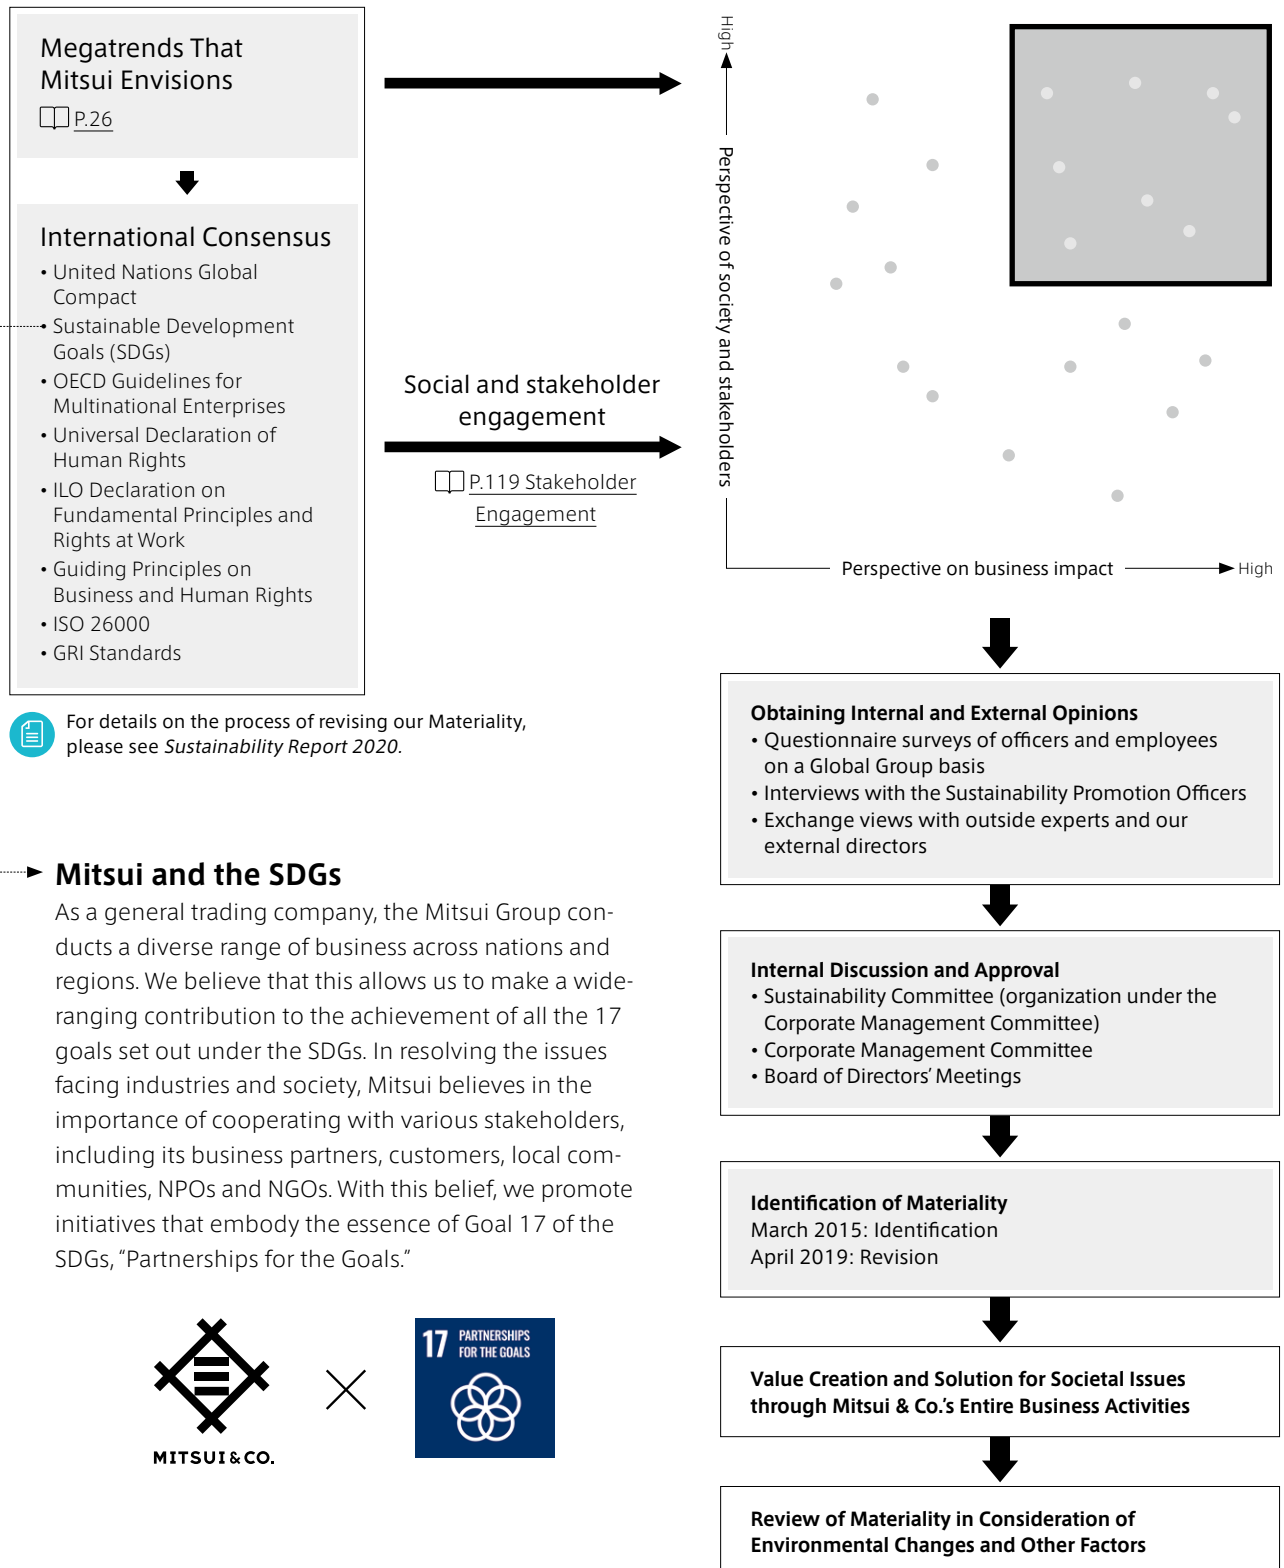 Megatrends That
Mitsui Envisions
P.26
International Consensus
• United Nations Global
Compact
• Sustainable Development
Goals (SDGs)
• OECD Guidelines for
Multinational Enterprises
• Universal Declaration of
Human Rights
• ILO Declaration on
Fundamental Principles and
Rights at Work
• Guiding Principles on
Business and Human Rights
• ISO 26000
• GRI Standards
For details on the process of revising our Materiality,
please see Sustainability Report 2020.
Social and stakeholder
engagement
P.119 Stakeholder
Engagement
High
Perspective of society and stakeholders
Perspective on business impact
High
Obtaining Internal and External Opinions
• Questionnaire surveys of officers and employees
on a Global Group basis
• Interviews with the Sustainability Promotion Officers
• Exchange views with outside experts and our
external directors
Internal Discussion and Approval
• Sustainability Committee (organization under the
Corporate Management Committee)
• Corporate Management Committee
• Board of Directors' Meetings
Identification of Materiality
March 2015: Identification
April 2019: Revision
Value Creation and Solution for Societal Issues
through Mitsui & Co.'s Entire Business Activities
Review of Materiality in Consideration of
Environmental Changes and Other Factors
Mitsui and the SDGs
As a general trading company, the Mitsui Group con-
ducts a diverse range of business across nations and
regions. We believe that this allows us to make a wide-
ranging contribution to the achievement of all the 17
goals set out under the SDGs. In resolving the issues
facing industries and society, Mitsui believes in the
importance of cooperating with various stakeholders,
including its business partners, customers, local com-
munities, NPOs and NGOs. With this belief, we promote
initiatives that embody the essence of Goal 17 of the
SDGs, "Partnerships for the Goals."
MITSUI & CO.
17 PARTNERSHIPS
FOR THE GOALS